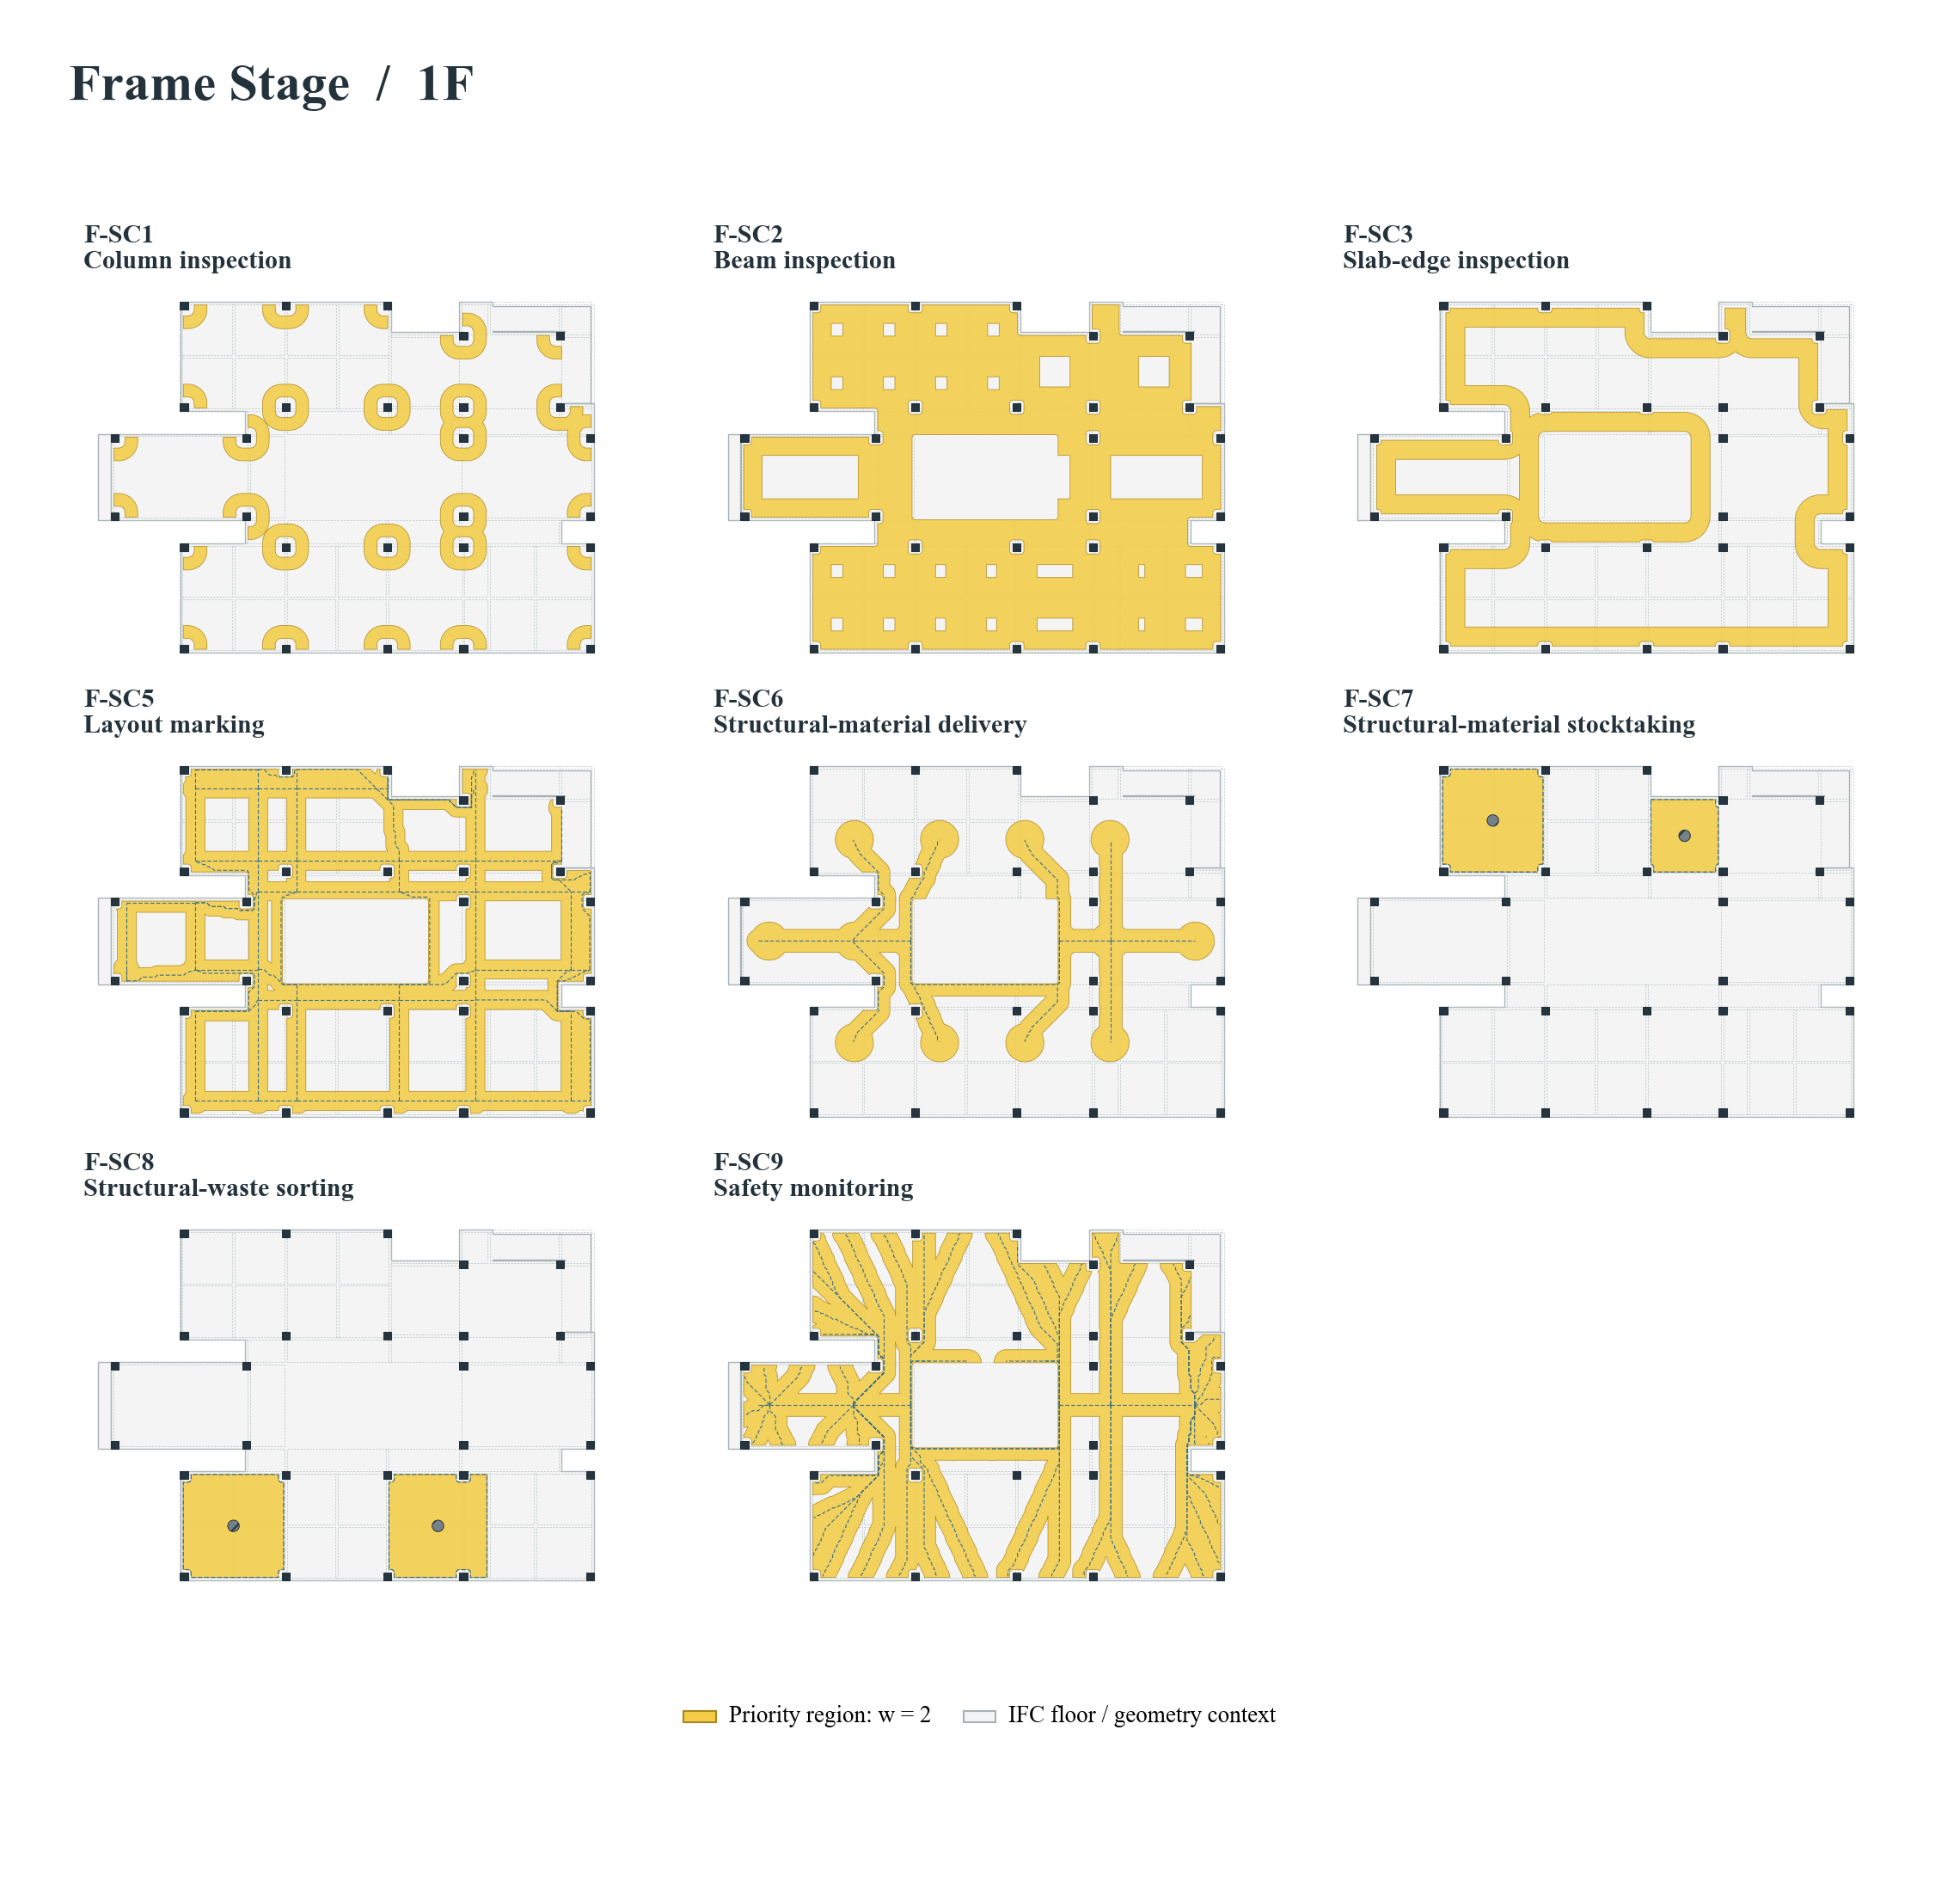 Frame Stage / 1F
F-SC1
Column inspection
F-SC2
Beam inspection
F-SC3
Slab-edge inspection
F-SC5
Layout marking
F-SC6
Structural-material delivery
F-SC7
Structural-material stocktaking
F-SC8
Structural-waste sorting
F-SC9
Safety monitoring
Priority region: w = 2
IFC floor / geometry context